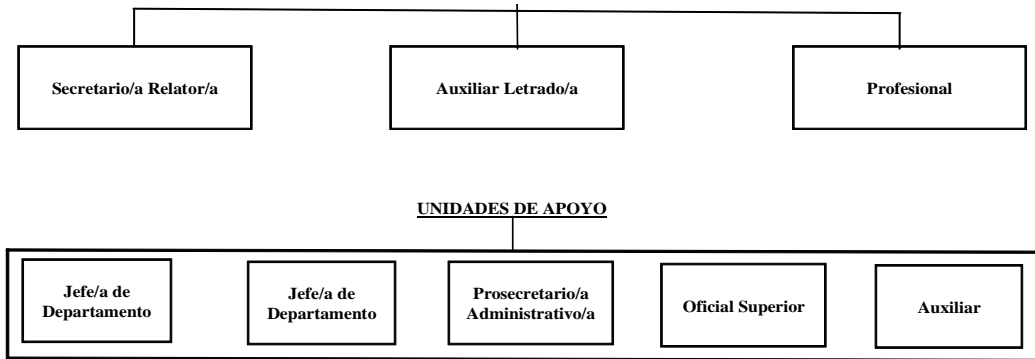 Secretario/a Relator/a
Auxiliar Letrado/a
Profesional
UNIDADES DE APOYO
Jefe/a de
Departamento
Jefe/a de
Departamento
Prosecretario/a
Administrativo/a
Oficial Superior
Auxiliar